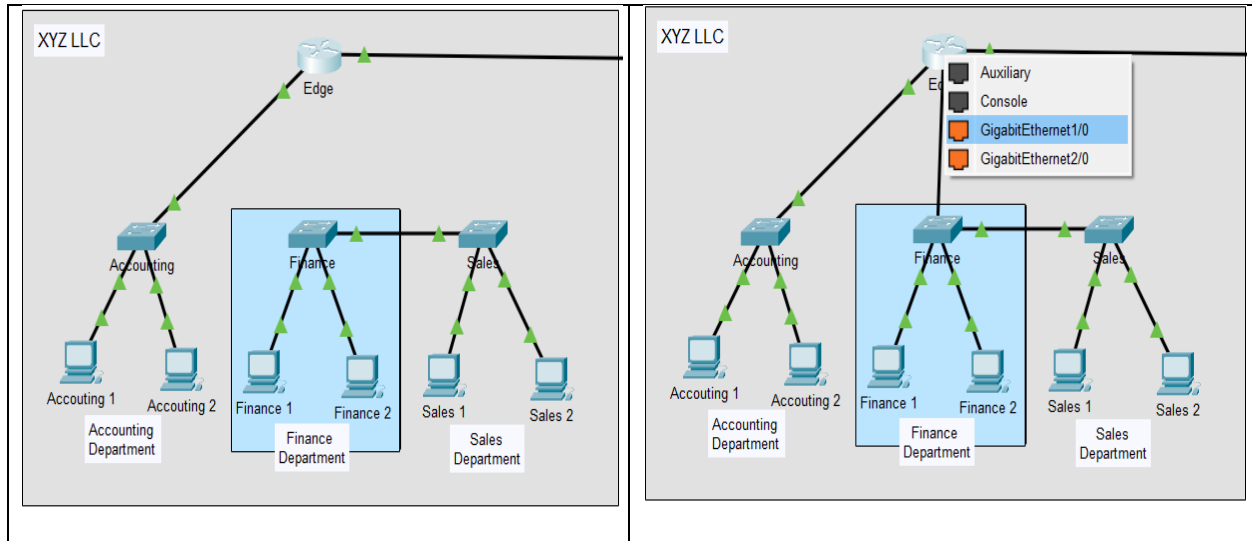 XYZ LLC
Edge
Accounting
Finance
Sales
Accouting 1
Accouting 2
Finance 1
Finance 2
Sales 1
Sales 2
Accounting
Department
Finance
Department
Sales
Department
XYZ LLC
Ed
Auxiliary
Console
GigabitEthernet1/0
GigabitEthernet2/0
Accounting
Finance
Sales
Accouting 1
Accouting 2
Finance 1
Finance 2
Sales 1
Sales 2
Accounting
Department
Finance
Department
Sales
Department